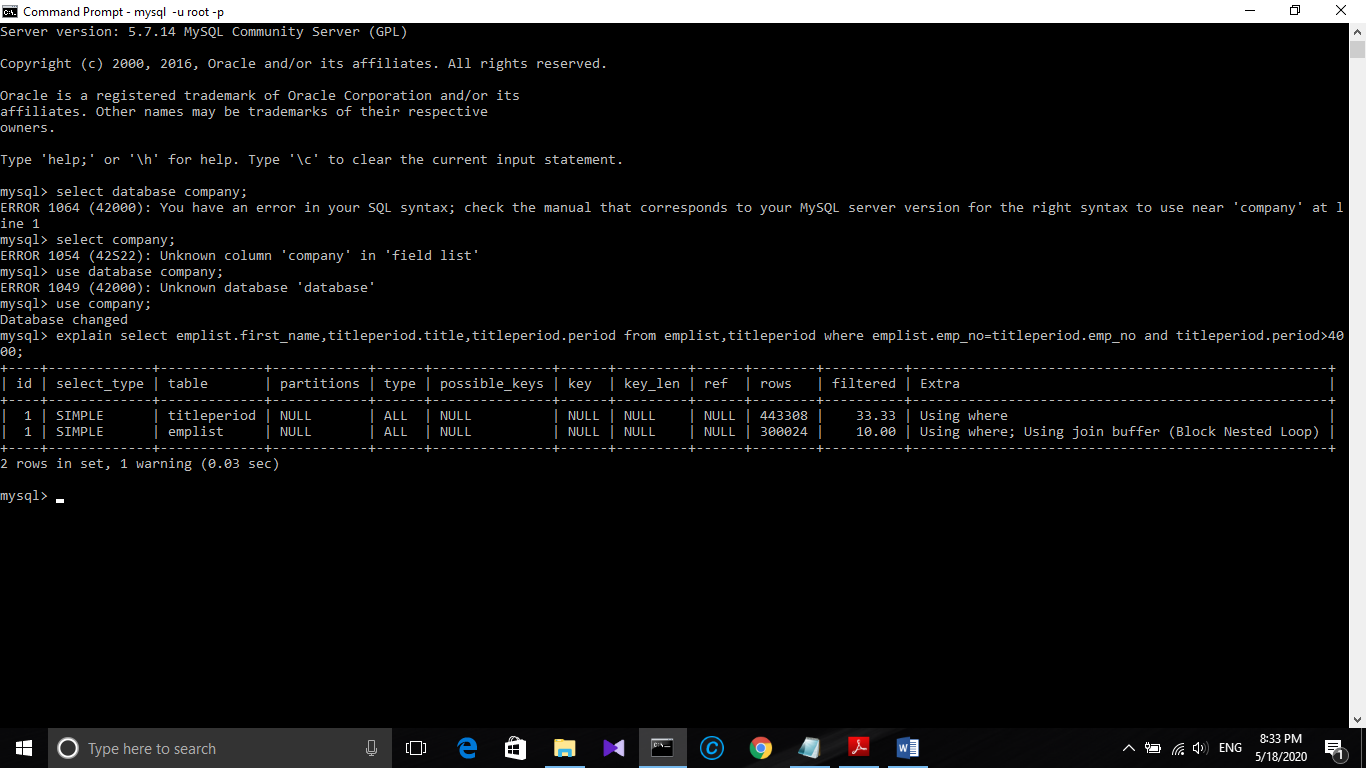 Command Prompt - mysql  -u root -p
Server version: 5.7.14 MySQL Community Server (GPL)
Copyright (c) 2000, 2016, Oracle and/or its affiliates. All rights reserved.
Oracle is a registered trademark of Oracle Corporation and/or its
affiliates. Other names may be trademarks of their respective
owners.
Type 'help;' or '\h' for help. Type '\c' to clear the current input statement.
mysql> select database company;
ERROR 1064 (42000): You have an error in your SQL syntax; check the manual that corresponds to your MySQL server version for the right syntax to use near 'company' at l
ine 1
mysql> select company;
ERROR 1054 (42S22): Unknown column 'company' in 'field list'
mysql> use database company;
ERROR 1049 (42000): Unknown database 'database'
mysql> use company;
Database changed
mysql> explain select emplist.first_name,titleperiod.title,titleperiod.period from emplist,titleperiod where emplist.emp_no=titleperiod.emp_no and titleperiod.period>40
00;
+----+-------------+-------------+------------+------+---------------+------+---------+------+--------+----------+----------------------------------------------------+
| id | select_type | table       | partitions | type | possible_keys | key  | key_len | ref  | rows   | filtered | Extra                                              |
+----+-------------+-------------+------------+------+---------------+------+---------+------+--------+----------+----------------------------------------------------+
|  1 | SIMPLE      | titleperiod | NULL       | ALL  | NULL          | NULL | NULL    | NULL | 443308 |    33.33 | Using where                                        |
|  1 | SIMPLE      | emplist     | NULL       | ALL  | NULL          | NULL | NULL    | NULL | 300024 |    10.00 | Using where; Using join buffer (Block Nested Loop) |
+----+-------------+-------------+------------+------+---------------+------+---------+------+--------+----------+----------------------------------------------------+
2 rows in set, 1 warning (0.03 sec)
mysql>
Type here to search
ENG
8:33 PM
5/18/2020
1